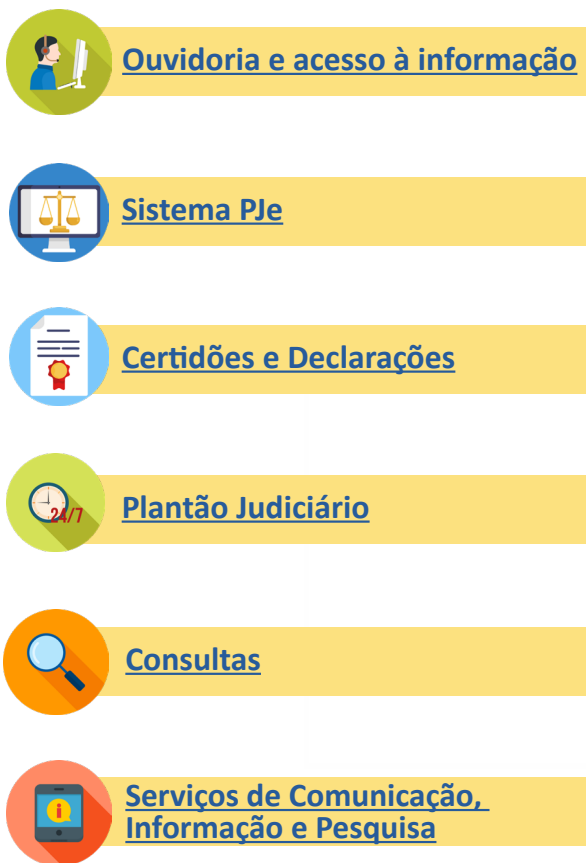 Ouvidoria e acesso à informação
Sistema PJe
Certidões e Declarações
24/7
Plantão Judiciário
Consultas
i
Serviços de Comunicação,
Informação e Pesquisa